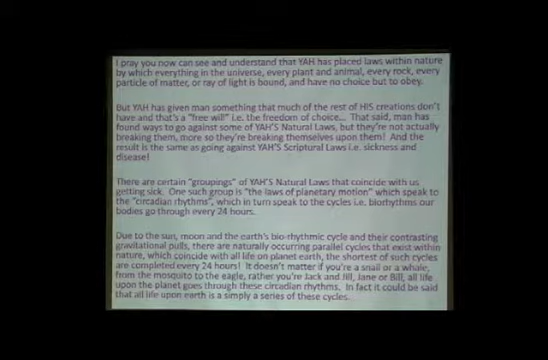 I pray you now can see and understand that YAH has placed laws within nature
by which everything in the universe, every plant and animal, every rock, every
particle of matter, or ray of light is bound, and have no choice but to obey.
But YAH has given man something that much of the rest of HIS creations don't
have and that's a "free will" i.e. the freedom of choice... That said, man has
found ways to go against some of YAH'S Natural Laws, but they're not actually
breaking them, more so they're breaking themselves upon them! And the
result is the same as going against YAH'S Scriptural Laws i.e. sickness and
disease!
There are certain "groupings" of YAH'S Natural Laws that coincide with us
getting sick. One such group is "the laws of planetary motion" which speak to
the "circadian rhythms", which in turn speak to the cycles i.e. biorhythms our
bodies go through every 24 hours.
Due to the sun, moon and the earth's bio-rhythmic cycle and their contrasting
gravitational pulls, there are naturally occurring parallel cycles that exist within
nature, which coincide with all life on planet earth, the shortest of such cycles
are completed every 24 hours! It doesn't matter if you're a snail or a whale,
from the mosquito to the eagle, rather you're Jack and Jill, Jane or Bill, all life
upon the planet goes through these circadian rhythms. In fact it could be said
that all life upon earth is a simply a series of these cycles.